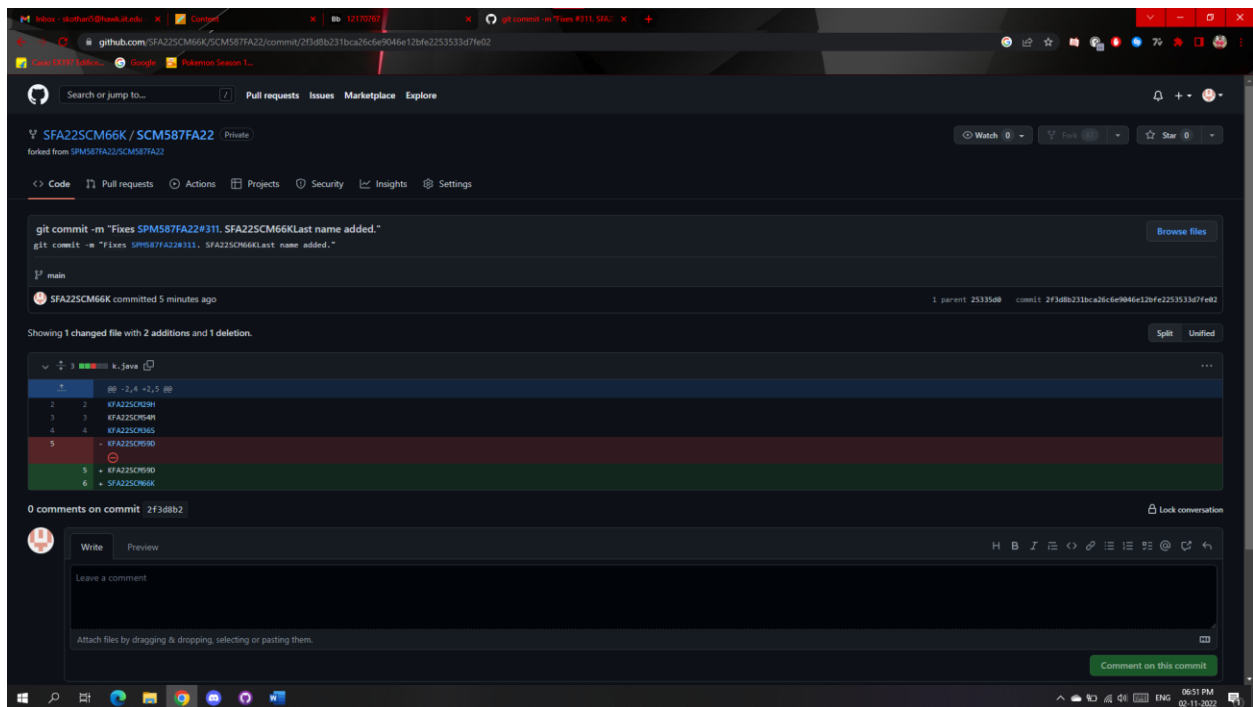 Inbox - skothari5@hawk.iit.edu
Content
Bb 12170767
git commit -m "Fixes #311. SFA2
github.com/SFA22SCM66K/SCM587FA22/commit/2f3d8b231bca26c6e9046e12bfe2253533d7fe02
Google
Pokemon Season 1...
Search or jump to...
/
Pull requests Issues Marketplace Explore
SFA22SCM66K / SCM587FA22 Private
Watch 0
Fork
Star 0
forked from SPM587FA22/SCM587FA22
Code Pull requests Actions Projects Security Insights Settings
git commit -m "Fixes SPM587FA22#311. SFA22SCM66KLast name added."
Browse files
git commit -m "Fixes SPM587FA22#311. SFA22SCM66KLast name added."
main
SFA22SCM66K committed 5 minutes ago
1 parent 25335d0 commit 2f3d8b231bca26c6e9046e12bfe2253533d7fe02
Showing 1 changed file with 2 additions and 1 deletion.
Split Unified
3 k.java
...
@@ -2,4 +2,5 @@
2 2 KFA22SCM29H
3 3 KFA22SCM54M
4 4 KFA22SCM36S
5 - KFA22SCM59D
5 + KFA22SCM59D
6 + SFA22SCM66K
0 comments on commit 2f3d8b2
Lock conversation
Write Preview
H B I
Leave a comment
Attach files by dragging & dropping, selecting or pasting them.
Comment on this commit
ENG
06:51 PM
02-11-2022